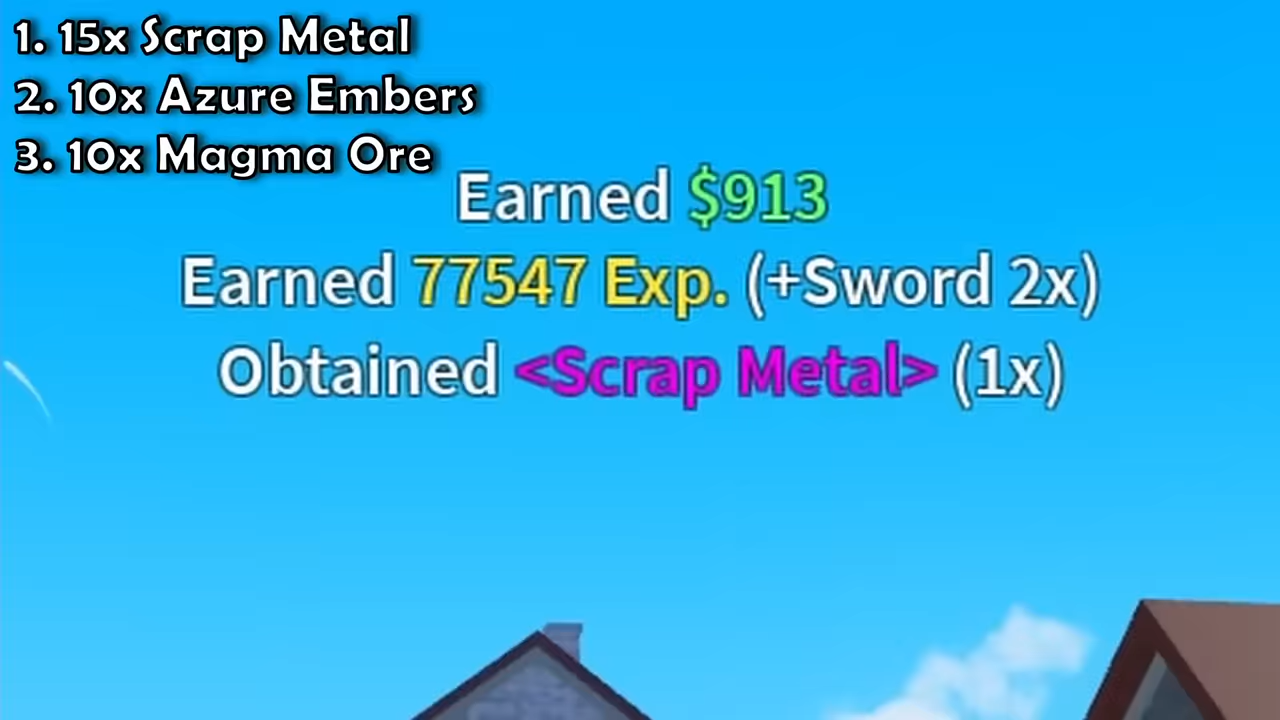 1. 15x Scrap Metal
2. 10x Azure Embers
3. 10x Magma Ore
Earned $913
Earned 77547 Exp. (+Sword 2x)
Obtained <Scrap Metal> (1x)